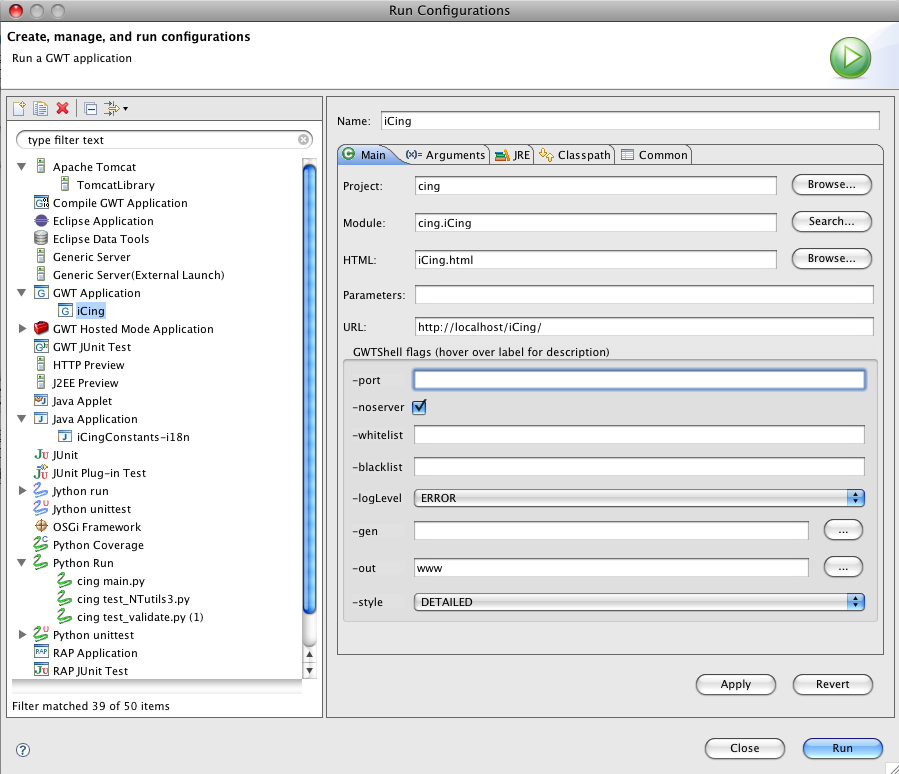 Run Configurations
Create, manage, and run configurations
Run a GWT application
type filter text
Apache Tomcat
TomcatLibrary
Compile GWT Application
Eclipse Application
Eclipse Data Tools
Generic Server
Generic Server(External Launch)
GWT Application
iCing
GWT Hosted Mode Application
GWT JUnit Test
HTTP Preview
J2EE Preview
Java Applet
Java Application
iCingConstants-i18n
JUnit
JUnit Plug-in Test
Jython run
Jython unittest
OSGi Framework
Python Coverage
Python Run
cing main.py
cing test_NTutils3.py
cing test_validate.py (1)
Python unittest
RAP Application
RAP JUnit Test
Filter matched 39 of 50 items
Name: iCing
Main (x)= Arguments JRE Classpath Common
Project: cing Browse...
Module: cing.iCing Search...
HTML: iCing.html Browse...
Parameters:
URL: http://localhost/iCing/
GWTShell flags (hover over label for description)
-port
-noserver
-whitelist
-blacklist
-logLevel ERROR
-gen ...
-out www ...
-style DETAILED
Apply Revert
? Close Run